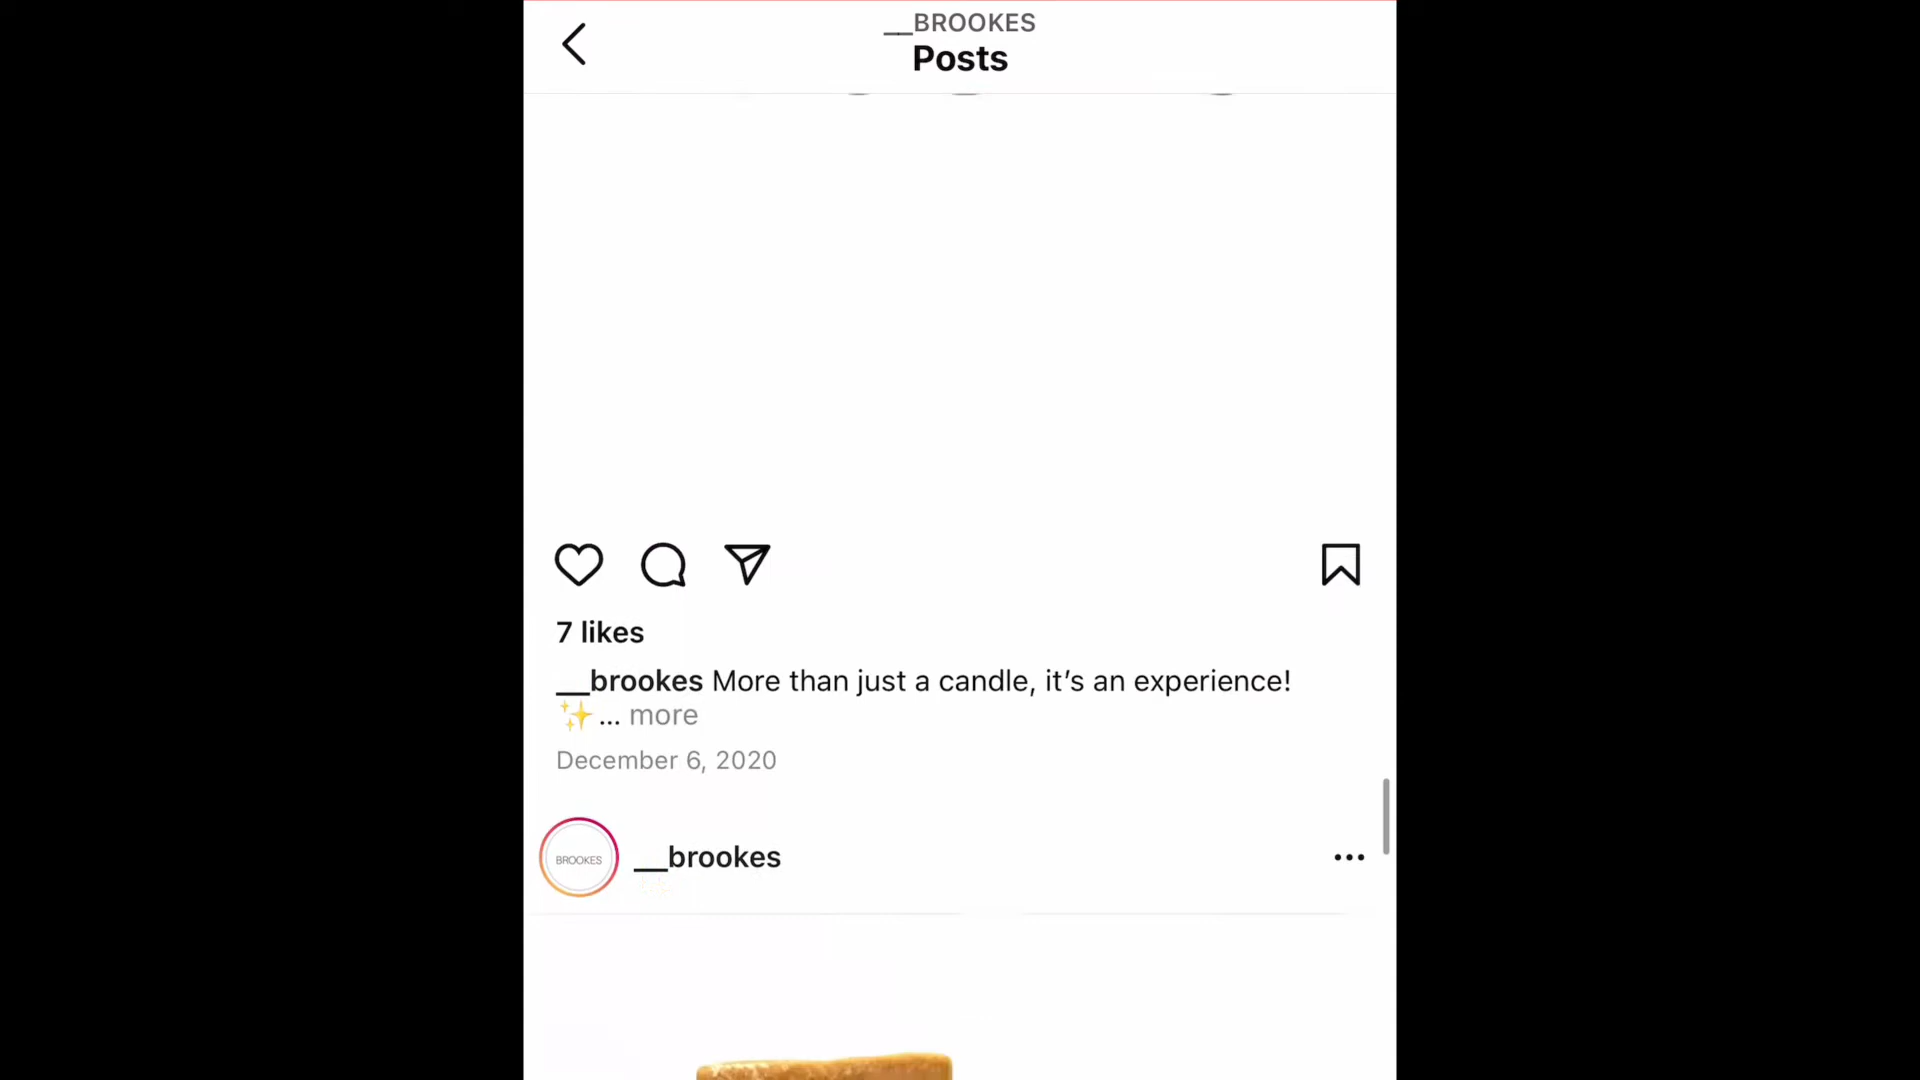 __BROOKES
Posts
7 likes
__brookes More than just a candle, it’s an experience!
✨ ... more
December 6, 2020
BROOKES
__brookes